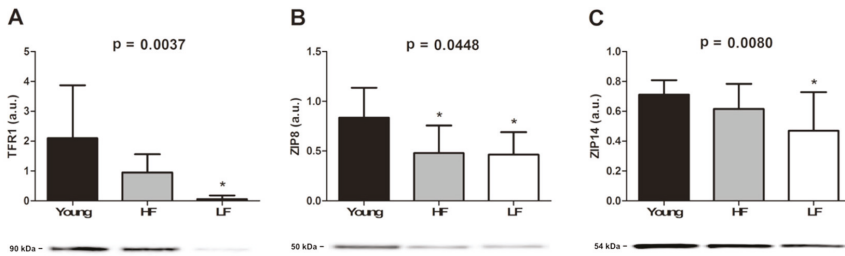 A
p = 0.0037
TFR1 (a.u.)
5
4
3
2
1
0
*
Young HF LF
90 kDa -
B
p = 0.0448
ZIP8 (a.u.)
1.5
1.0
0.5
0.0
* *
Young HF LF
50 kDa -
C
p = 0.0080
ZIP14 (a.u.)
1.0
0.8
0.6
0.4
0.2
0.0
*
Young HF LF
54 kDa -